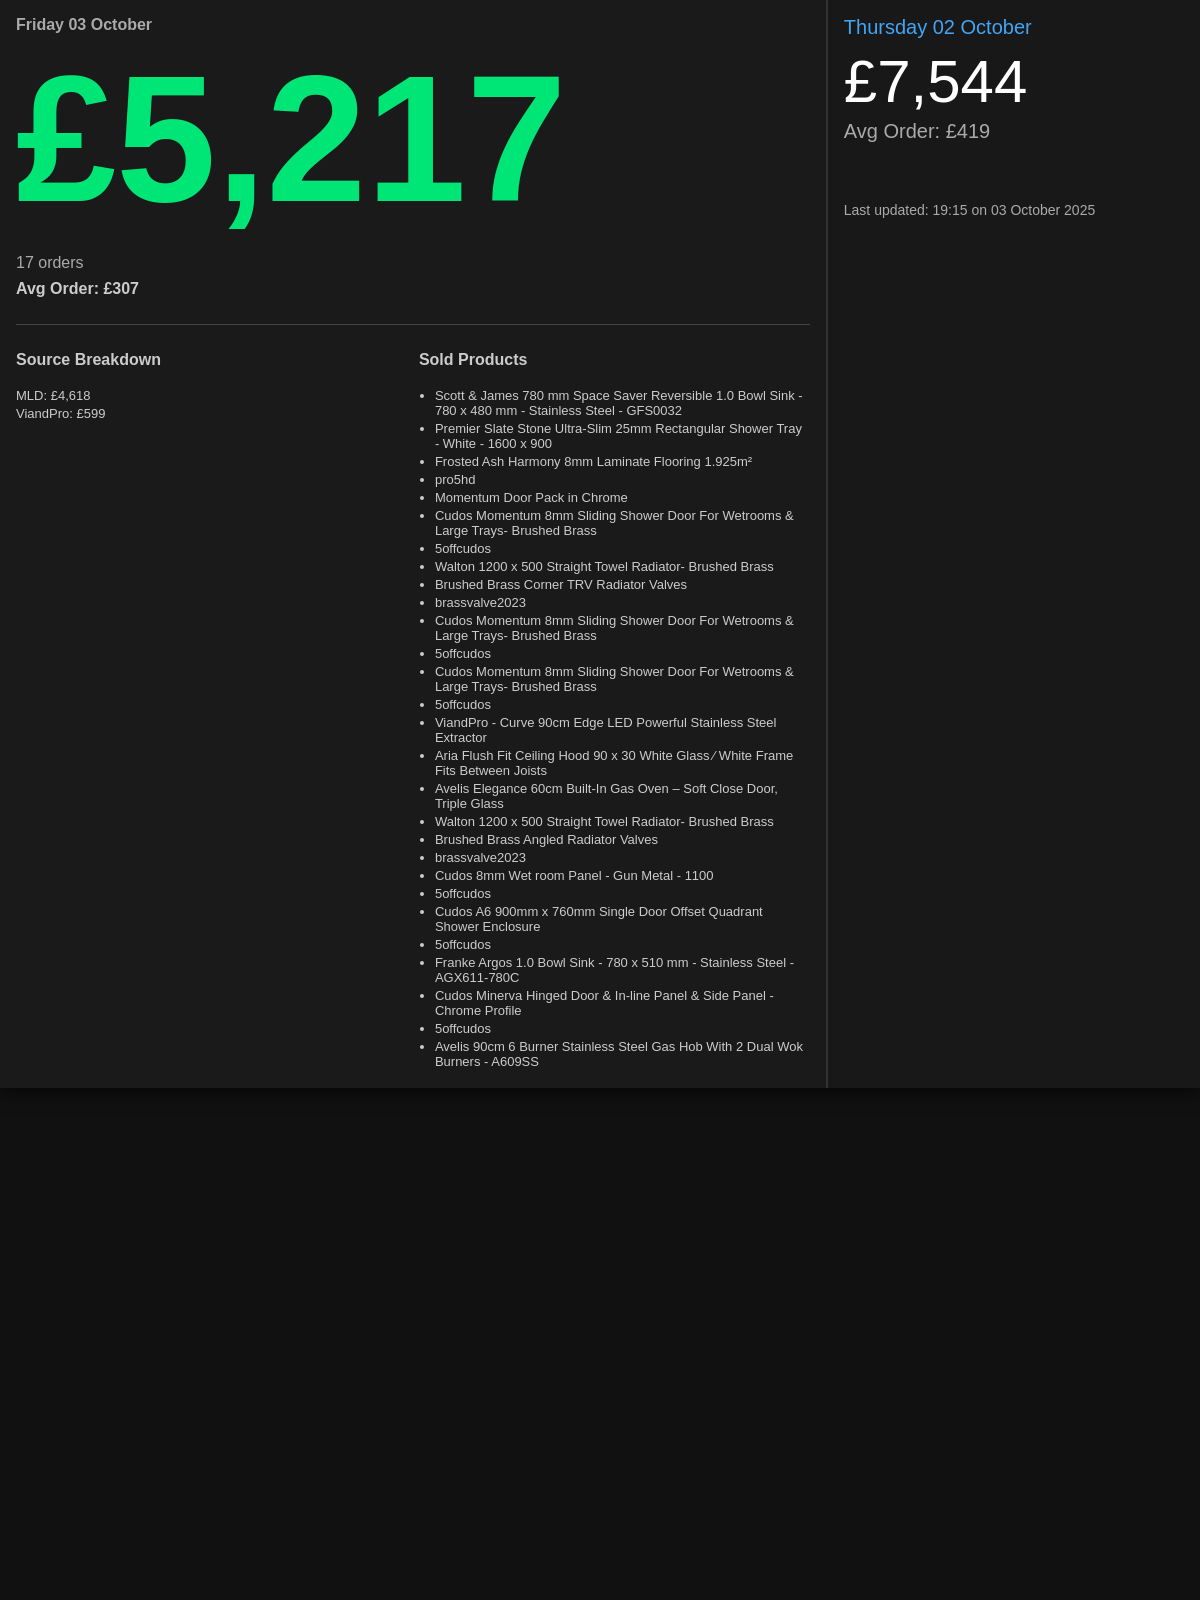 Friday 03 October
£5,217
17 orders
Avg Order: £307
Source Breakdown
MLD: £4,618
ViandPro: £599
Sold Products
Scott & James 780 mm Space Saver Reversible 1.0 Bowl Sink -
780 x 480 mm - Stainless Steel - GFS0032
Premier Slate Stone Ultra-Slim 25mm Rectangular Shower Tray
- White - 1600 x 900
Frosted Ash Harmony 8mm Laminate Flooring 1.925m²
pro5hd
Momentum Door Pack in Chrome
Cudos Momentum 8mm Sliding Shower Door For Wetrooms &
Large Trays- Brushed Brass
5offcudos
Walton 1200 x 500 Straight Towel Radiator- Brushed Brass
Brushed Brass Corner TRV Radiator Valves
brassvalve2023
Cudos Momentum 8mm Sliding Shower Door For Wetrooms &
Large Trays- Brushed Brass
5offcudos
Cudos Momentum 8mm Sliding Shower Door For Wetrooms &
Large Trays- Brushed Brass
5offcudos
ViandPro - Curve 90cm Edge LED Powerful Stainless Steel
Extractor
Aria Flush Fit Ceiling Hood 90 x 30 White Glass ⁄ White Frame
Fits Between Joists
Avelis Elegance 60cm Built-In Gas Oven – Soft Close Door,
Triple Glass
Walton 1200 x 500 Straight Towel Radiator- Brushed Brass
Brushed Brass Angled Radiator Valves
brassvalve2023
Cudos 8mm Wet room Panel - Gun Metal - 1100
5offcudos
Cudos A6 900mm x 760mm Single Door Offset Quadrant
Shower Enclosure
5offcudos
Franke Argos 1.0 Bowl Sink - 780 x 510 mm - Stainless Steel -
AGX611-780C
Cudos Minerva Hinged Door & In-line Panel & Side Panel -
Chrome Profile
5offcudos
Avelis 90cm 6 Burner Stainless Steel Gas Hob With 2 Dual Wok
Burners - A609SS
Thursday 02 October
£7,544
Avg Order: £419
Last updated: 19:15 on 03 October 2025